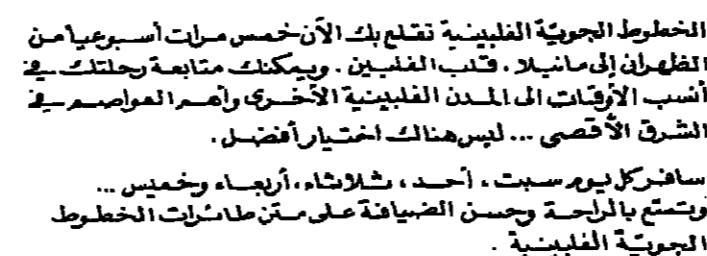 الخطوط الجويّة الفلبينية تقلع بك الآن خمس مرات أسبوعياً من
الظهران إلى مانيلا، قلب الفلبين. ويمكنك متابعة رحلتك في
أنسب الأوقات الى المدن الفلبينية الأخرى وأهم العواصم في
الشرق الأقصى ... ليس هناك اختيار أفضل.
سافر كل يوم سبت، أحد، ثلاثاء، أربعاء وخميس ...
وتمتع بالراحة وحسن الضيافة على متن طائرات الخطوط
الجويّة الفلبينية.